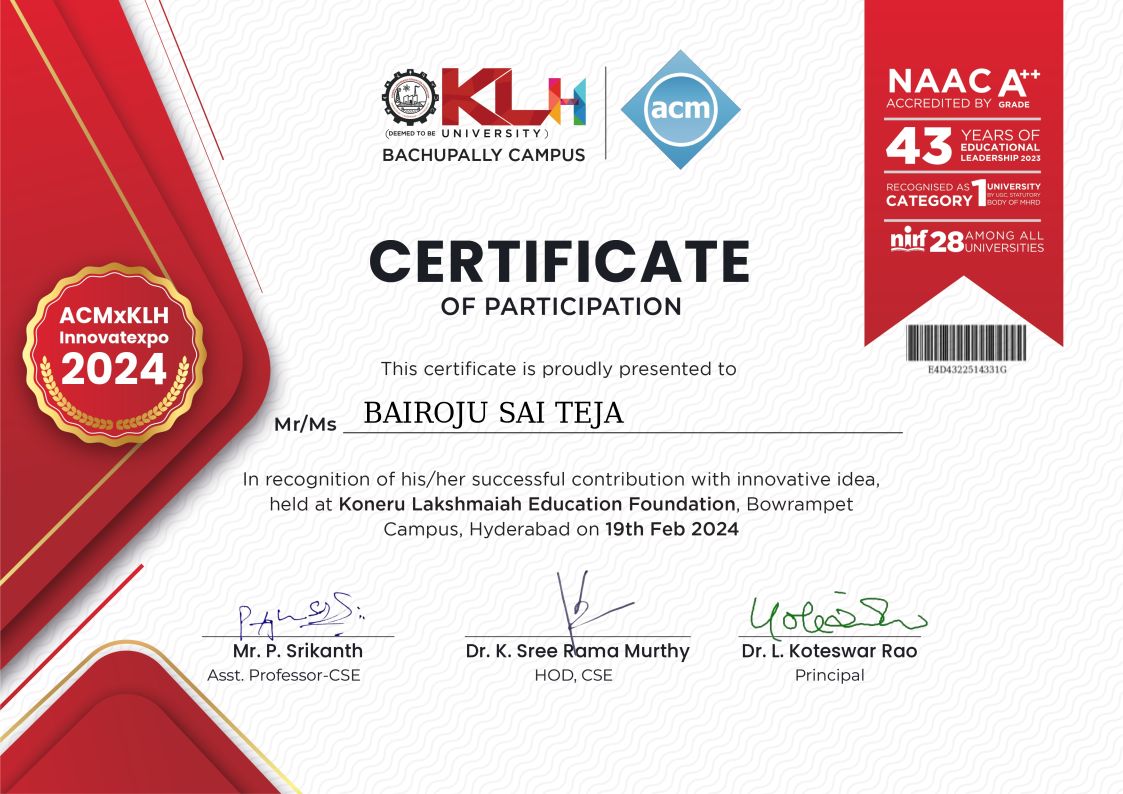 KLH
(DEEMED TO BE UNIVERSITY)
BACHUPALLY CAMPUS
acm
NAAC A++
ACCREDITED BY GRADE
43 YEARS OF
EDUCATIONAL
LEADERSHIP 2023
RECOGNISED AS
CATEGORY 1 UNIVERSITY
BY UGC, STATUTORY
BODY OF MHRD
nirf 28 AMONG ALL
UNIVERSITIES
E4D4322514331G
CERTIFICATE
OF PARTICIPATION
ACMxKLH
Innovatexpo
2024
This certificate is proudly presented to
Mr/Ms BAIROJU SAI TEJA
In recognition of his/her successful contribution with innovative idea,
held at Koneru Lakshmaiah Education Foundation, Bowrampet
Campus, Hyderabad on 19th Feb 2024
Mr. P. Srikanth
Asst. Professor-CSE
Dr. K. Sree Rama Murthy
HOD, CSE
Dr. L. Koteswar Rao
Principal